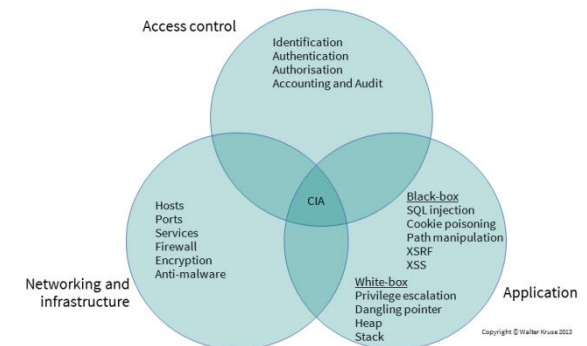 Access control
Identification
Authentication
Authorisation
Accounting and Audit
CIA
Hosts
Ports
Services
Firewall
Encryption
Anti-malware
Networking and
infrastructure
Black-box
SQL injection
Cookie poisoning
Path manipulation
XSRF
XSS
White-box
Privilege escalation
Dangling pointer
Heap
Stack
Application
Copyright © Walter Kruse 2013